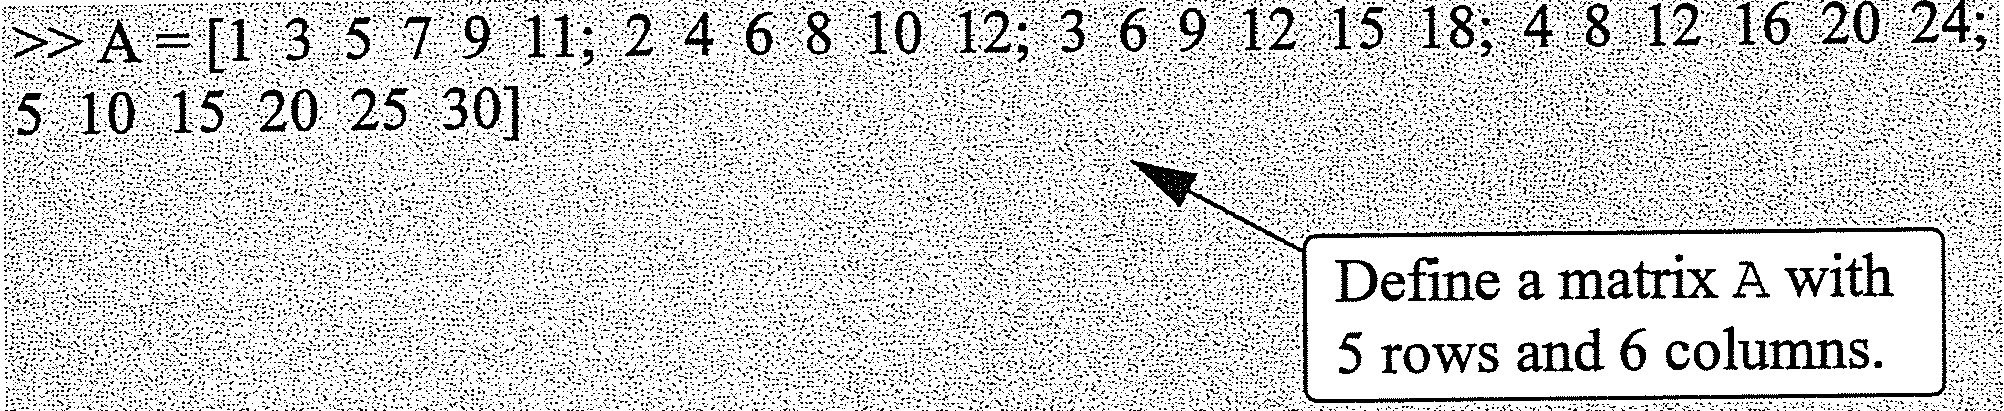 >> A = [1 3 5 7 9 11; 2 4 6 8 10 12; 3 6 9 12 15 18; 4 8 12 16 20 24;
5 10 15 20 25 30]
Define a matrix A with
5 rows and 6 columns.